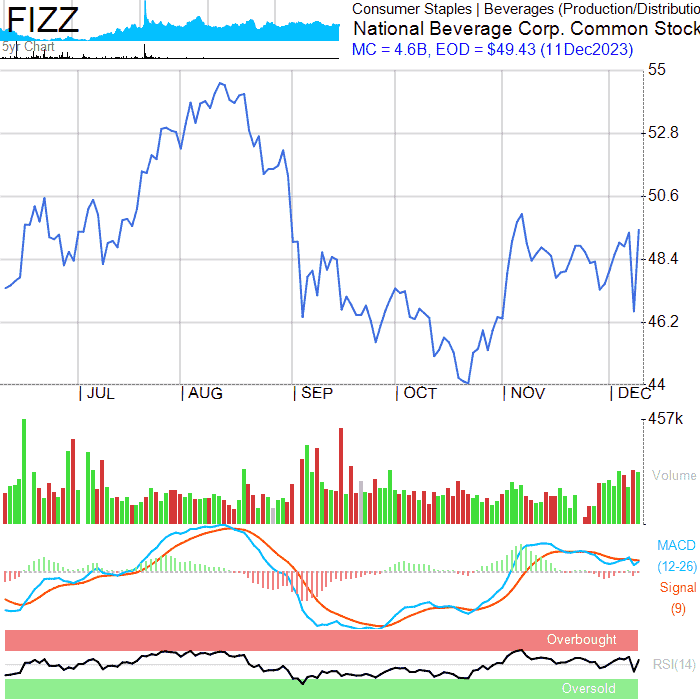 FIZZ
5yr Chart
Consumer Staples | Beverages (Production/Distributio
National Beverage Corp. Common Stock
MC = 4.6B, EOD = $49.43 (11Dec2023)
55
52.8
50.6
48.4
46.2
44
JUL
AUG
SEP
OCT
NOV
DEC
457k
Volume
MACD
(12-26)
Signal
(9)
Overbought
RSI(14)
Oversold